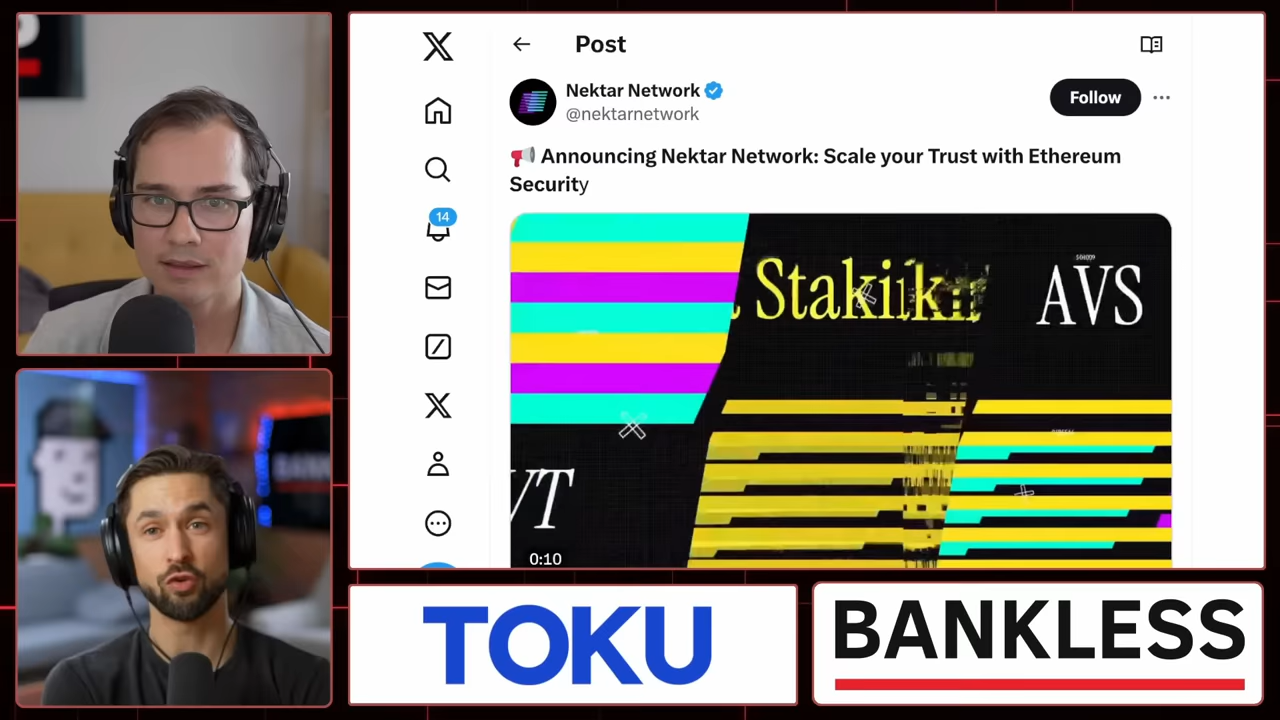 Post
Nektar Network
@nektarnetwork
Follow
📢 Announcing Nektar Network: Scale your Trust with Ethereum
Security
14
AVS
VT
0:10
TOKU
BANKLESS